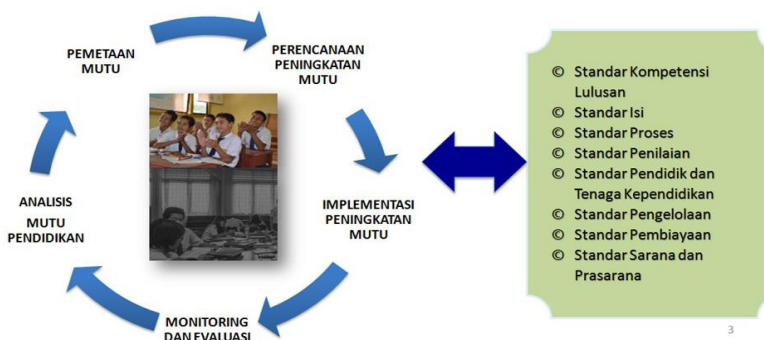 PEMETAAN
MUTU
PERENCANAAN
PENINGKATAN
MUTU
IMPLEMENTASI
PENINGKATAN
MUTU
MONITORING
DAN EVALUASI
ANALISIS
MUTU
PENDIDIKAN
© Standar Kompetensi
Lulusan
© Standar Isi
© Standar Proses
© Standar Penilaian
© Standar Pendidik dan
Tenaga Kependidikan
© Standar Pengelolaan
© Standar Pembiayaan
© Standar Sarana dan
Prasarana
3